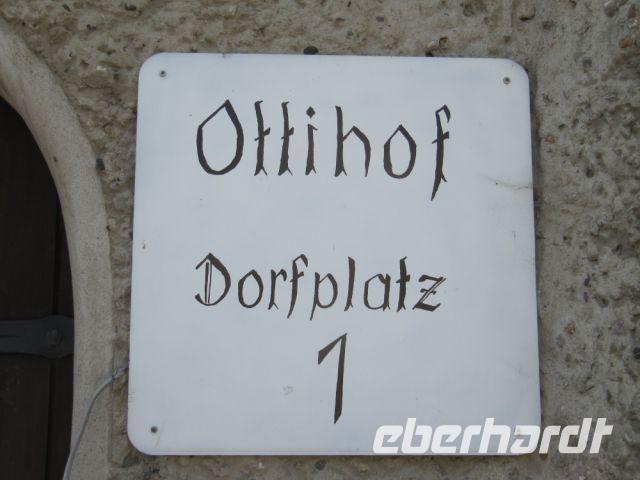 Ottihof
Dorfplatz
1
eberhardt